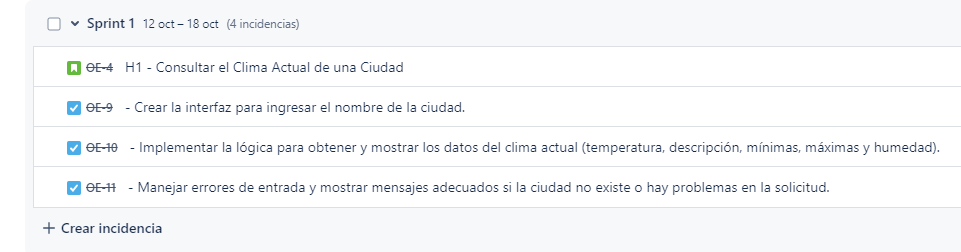 Sprint 1 12 oct – 18 oct (4 incidencias)
OE-4 H1 - Consultar el Clima Actual de una Ciudad
OE-9 - Crear la interfaz para ingresar el nombre de la ciudad.
OE-10 - Implementar la lógica para obtener y mostrar los datos del clima actual (temperatura, descripción, mínimas, máximas y humedad).
OE-11 - Manejar errores de entrada y mostrar mensajes adecuados si la ciudad no existe o hay problemas en la solicitud.
+ Crear incidencia